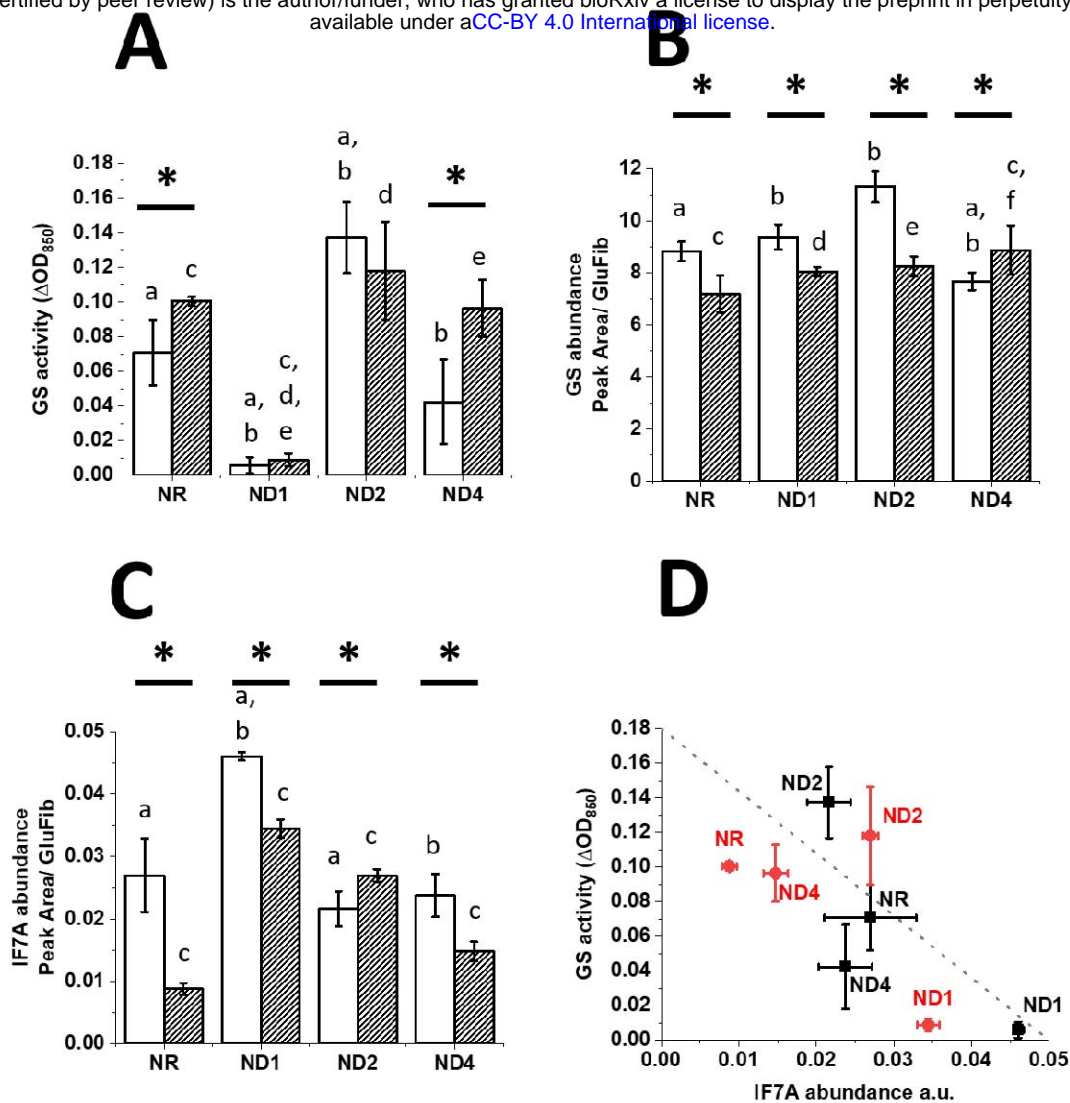 ertified by peer review) is the author/funder, who has granted bioRxiv a license to display the preprint in perpetuity
available under aCC-BY 4.0 International license.
A
*
*
a,
b
d
e
c
a
c,
d,
e
a,
b
b
0.18
0.16
0.14
0.12
0.10
0.08
0.06
0.04
0.02
0.00
GS activity (ΔOD₈₆₀)
NR ND1 ND2 ND4
B
* * * *
a
c
b
d
b
e
a,
b
c,
f
12
10
8
6
4
2
0
GS abundance
Peak Area/ GluFib
NR ND1 ND2 ND4
C
* * * *
a
c
a,
b
c
a
c
b
c
0.05
0.04
0.03
0.02
0.01
0.00
IF7A abundance
Peak Area/ GluFib
NR ND1 ND2 ND4
D
0.18
0.16
0.14
0.12
0.10
0.08
0.06
0.04
0.02
0.00
GS activity (ΔOD₈₆₀)
ND2
ND2
NR
ND4
NR
ND4
ND1
ND1
0.00 0.01 0.02 0.03 0.04 0.05
IF7A abundance a.u.